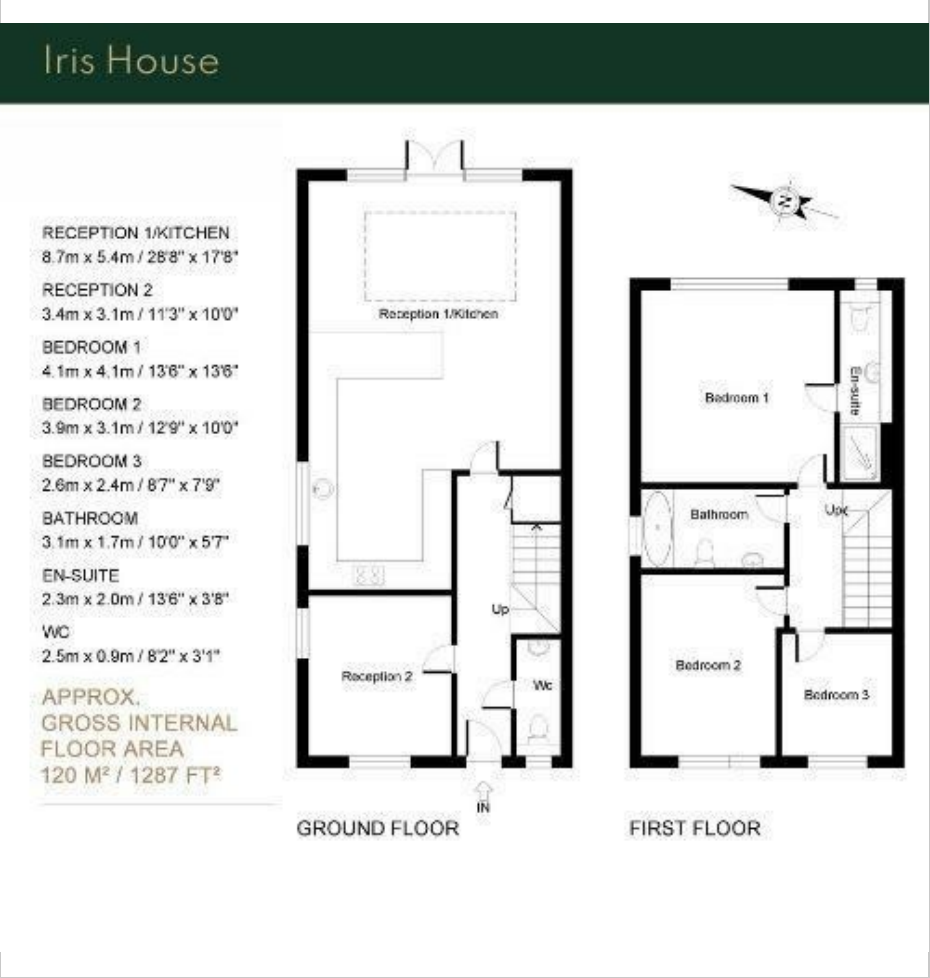 Iris House
RECEPTION 1/KITCHEN
8.7m x 5.4m / 28'8" x 17'8"
RECEPTION 2
3.4m x 3.1m / 11'3" x 10'0"
BEDROOM 1
4.1m x 4.1m / 13'6" x 13'6"
BEDROOM 2
3.9m x 3.1m / 12'9" x 10'0"
BEDROOM 3
2.6m x 2.4m / 8'7" x 7'9"
BATHROOM
3.1m x 1.7m / 10'0" x 5'7"
EN-SUITE
2.3m x 2.0m / 13'6" x 3'8"
WC
2.5m x 0.9m / 8'2" x 3'1"
APPROX.
GROSS INTERNAL
FLOOR AREA
120 M² / 1287 FT²
Reception 1/Kitchen
Up
Reception 2
Wc
IN
GROUND FLOOR
N
Bedroom 1
En-suite
Bathroom
Up
Bedroom 2
Bedroom 3
FIRST FLOOR